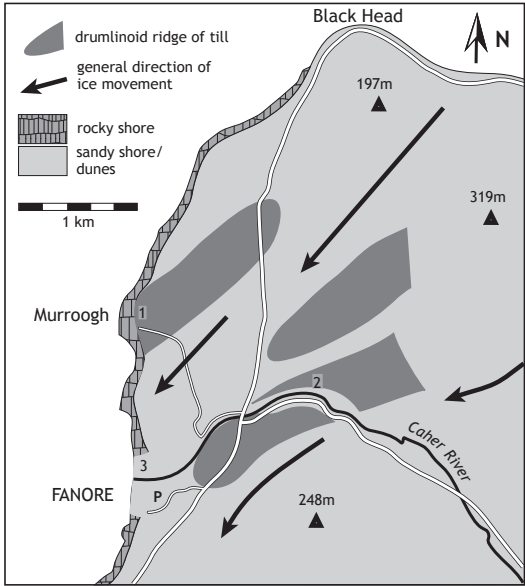 Black Head
drumlinoid ridge of till
N
general direction of
ice movement
197m
rocky shore
sandy shore/
dunes
319m
1 km
Murroogh
1
2
Caher River
3
FANORE
P
248m